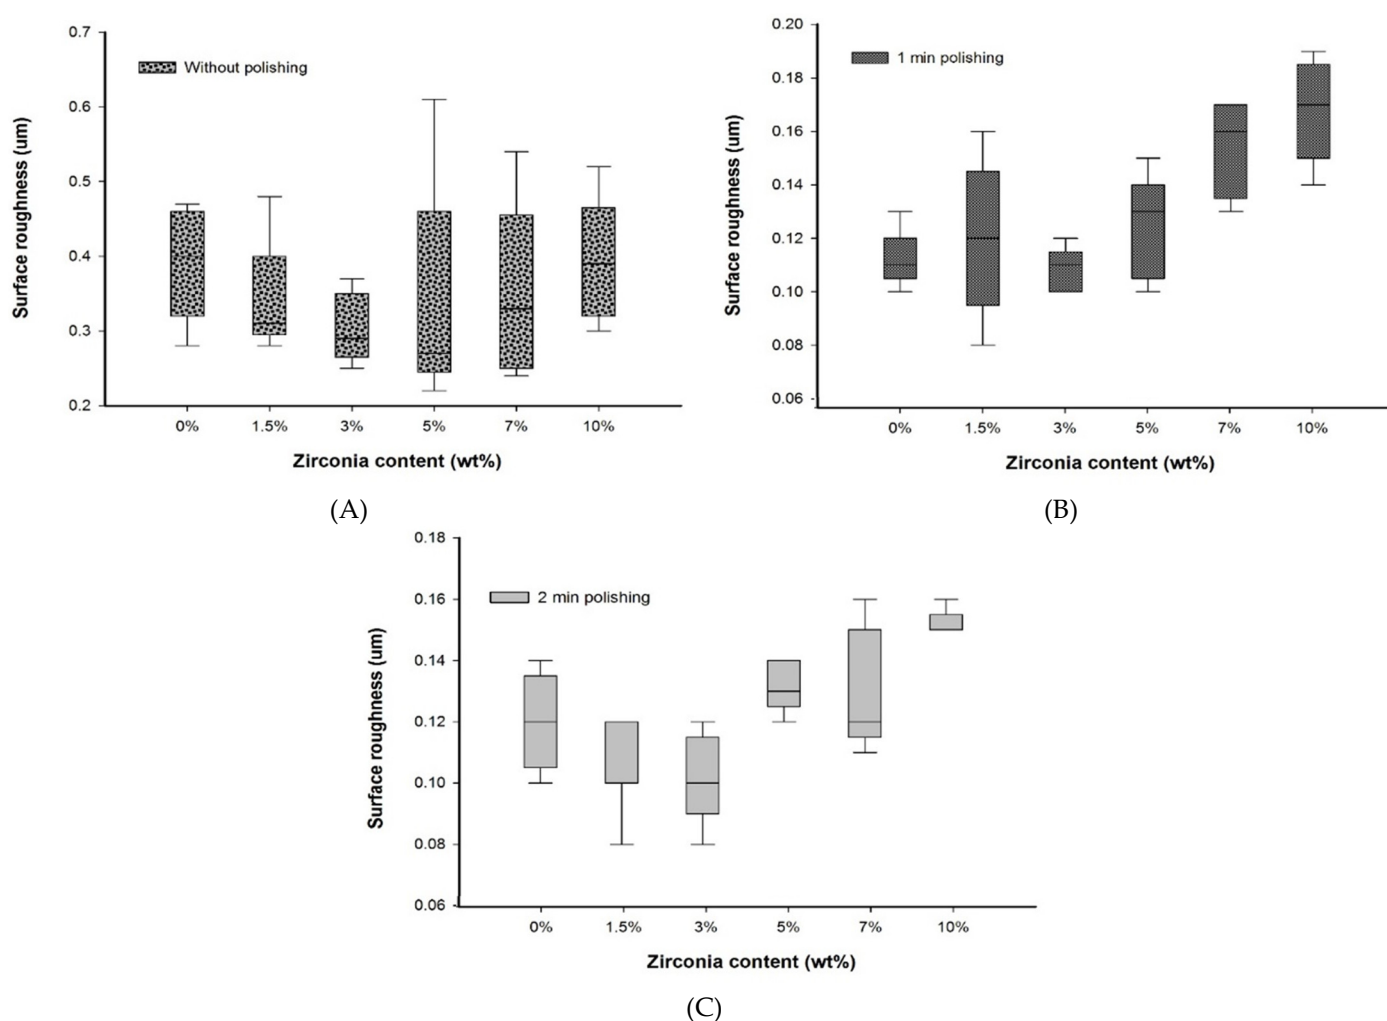 0.7
0.6
0.5
0.4
0.3
0.2
Surface roughness (um)
Without polishing
0% 1.5% 3% 5% 7% 10%
Zirconia content (wt%)
(A)
0.20
0.18
0.16
0.14
0.12
0.10
0.08
0.06
Surface roughness (um)
1 min polishing
0% 1.5% 3% 5% 7% 10%
Zirconia content (wt%)
(B)
0.18
0.16
0.14
0.12
0.10
0.08
0.06
Surface roughness (um)
2 min polishing
0% 1.5% 3% 5% 7% 10%
Zirconia content (wt%)
(C)